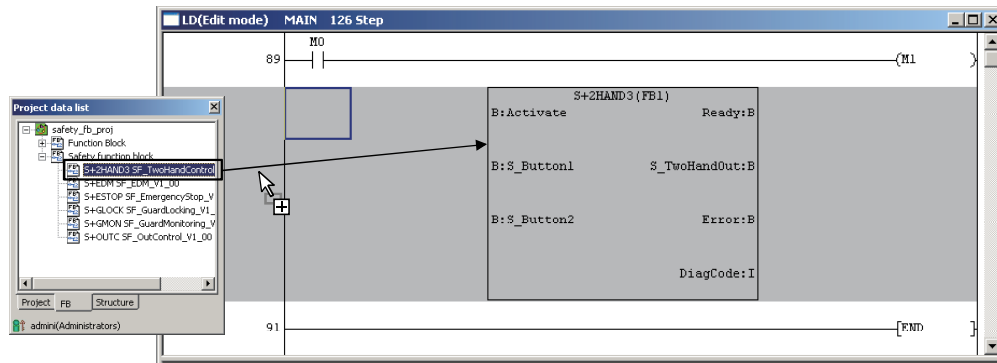 LD(Edit mode) MAIN 126 Step
M0
89
(M1 )
S+2HAND3(FB1)
B:Activate Ready:B
B:S_Button1 S_TwoHandOut:B
B:S_Button2 Error:B
DiagCode:I
91
[END ]
Project data list
safety_fb_proj
Function Block
Safety function block
S+2HAND3 SF_TwoHandControl
S+EDM SF_EDM_V1_00
S+ESTOP SF_EmergencyStop_V
S+GLOCK SF_GuardLocking_V1_
S+GMON SF_GuardMonitoring_V
S+OUTC SF_OutControl_V1_00
Project FB Structure
admini(Administrators)